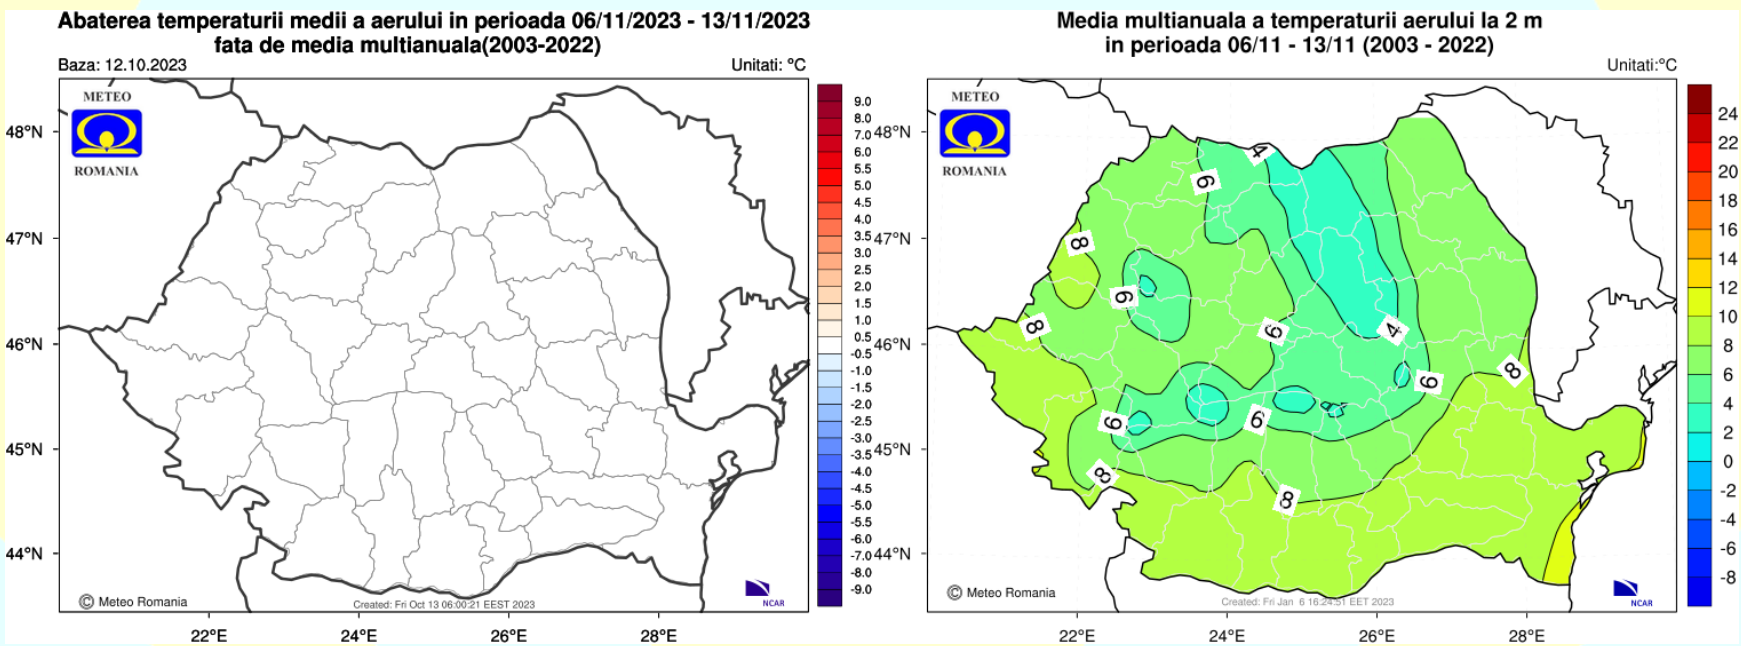 Abaterea temperaturii medii a aerului in perioada 06/11/2023 - 13/11/2023
fata de media multianuala(2003-2022)
Baza: 12.10.2023
Unitati: °C
METEO
ROMANIA
48°N
47°N
46°N
45°N
44°N
22°E
24°E
26°E
28°E
© Meteo Romania
Created: Fri Oct 13 06:00:21 EEST 2023
NCAR
9.0
8.0
7.0
6.0
5.5
5.0
4.5
4.0
3.5
3.0
2.5
2.0
1.5
1.0
0.5
-0.5
-1.0
-1.5
-2.0
-2.5
-3.0
-3.5
-4.0
-4.5
-5.0
-5.5
-6.0
-7.0
-8.0
-9.0
Media multianuala a temperaturii aerului la 2 m
in perioada 06/11 - 13/11 (2003 - 2022)
Unitati:°C
METEO
ROMANIA
48°N
47°N
46°N
45°N
44°N
4
6
8
6
8
6
4
6
8
6
6
8
8
22°E
24°E
26°E
28°E
© Meteo Romania
Created: Fri Jan 6 16:24:51 EET 2023
NCAR
24
22
20
18
16
14
12
10
8
6
4
2
0
-2
-4
-6
-8